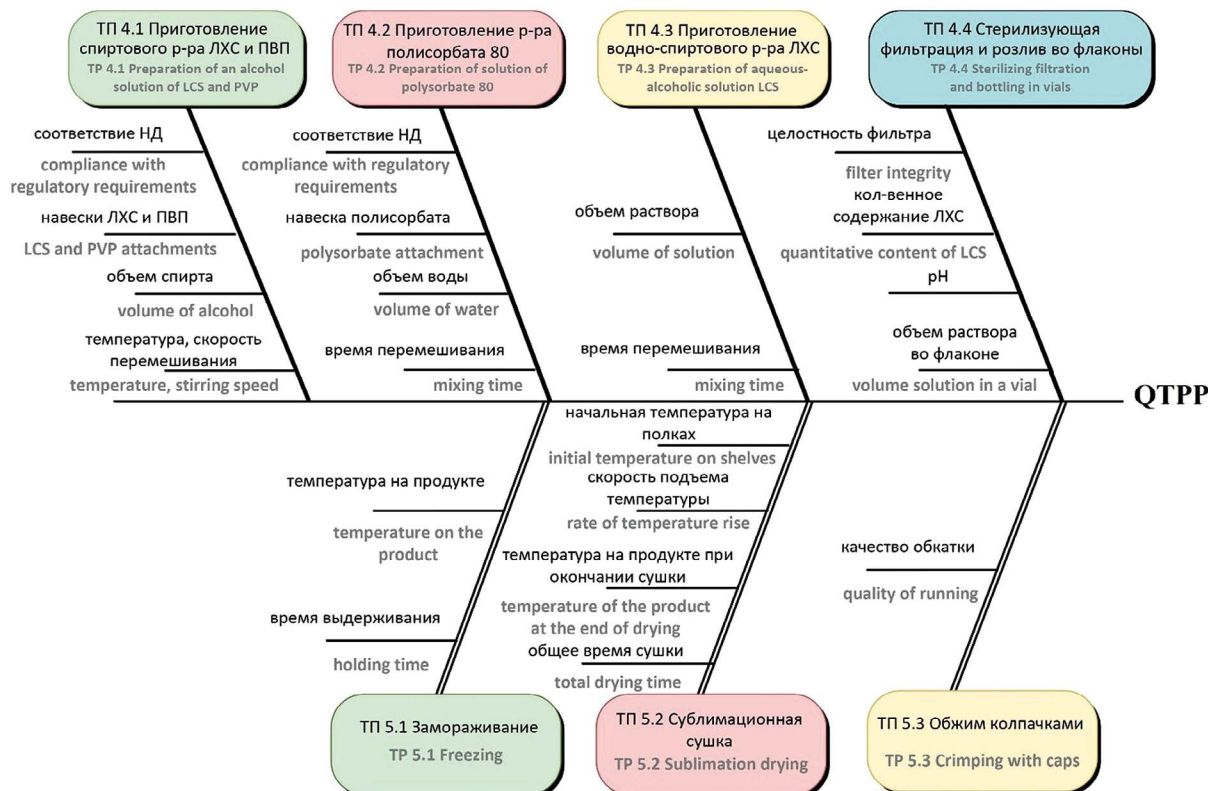 ТП 4.1 Приготовление
спиртового р-ра ЛХС и ПВП
TP 4.1 Preparation of an alcohol
solution of LCS and PVP
ТП 4.2 Приготовление р-ра
полисорбата 80
TP 4.2 Preparation of solution of
polysorbate 80
ТП 4.3 Приготовление
водно-спиртового р-ра ЛХС
TP 4.3 Preparation of aqueous-
alcoholic solution LCS
ТП 4.4 Стерилизующая
фильтрация и розлив во флаконы
TP 4.4 Sterilizing filtration
and bottling in vials
соответствие НД
compliance with
regulatory requirements
навески ЛХС и ПВП
LCS and PVP attachments
объем спирта
volume of alcohol
температура, скорость
перемешивания
temperature, stirring speed
соответствие НД
compliance with regulatory
requirements
навеска полисорбата
polysorbate attachment
объем воды
volume of water
время перемешивания
mixing time
объем раствора
volume of solution
время перемешивания
mixing time
целостность фильтра
filter integrity
кол-венное
содержание ЛХС
quantitative content of LCS
pH
объем раствора
во флаконе
volume solution in a vial
QTPP
температура на продукте
temperature on the
product
время выдерживания
holding time
начальная температура на
полках
initial temperature on shelves
скорость подъема
температуры
rate of temperature rise
температура на продукте при
окончании сушки
temperature of the product
at the end of drying
общее время сушки
total drying time
качество обкатки
quality of running
ТП 5.1 Замораживание
TP 5.1 Freezing
ТП 5.2 Сублимационная
сушка
TP 5.2 Sublimation drying
ТП 5.3 Обжим колпачками
TP 5.3 Crimping with caps